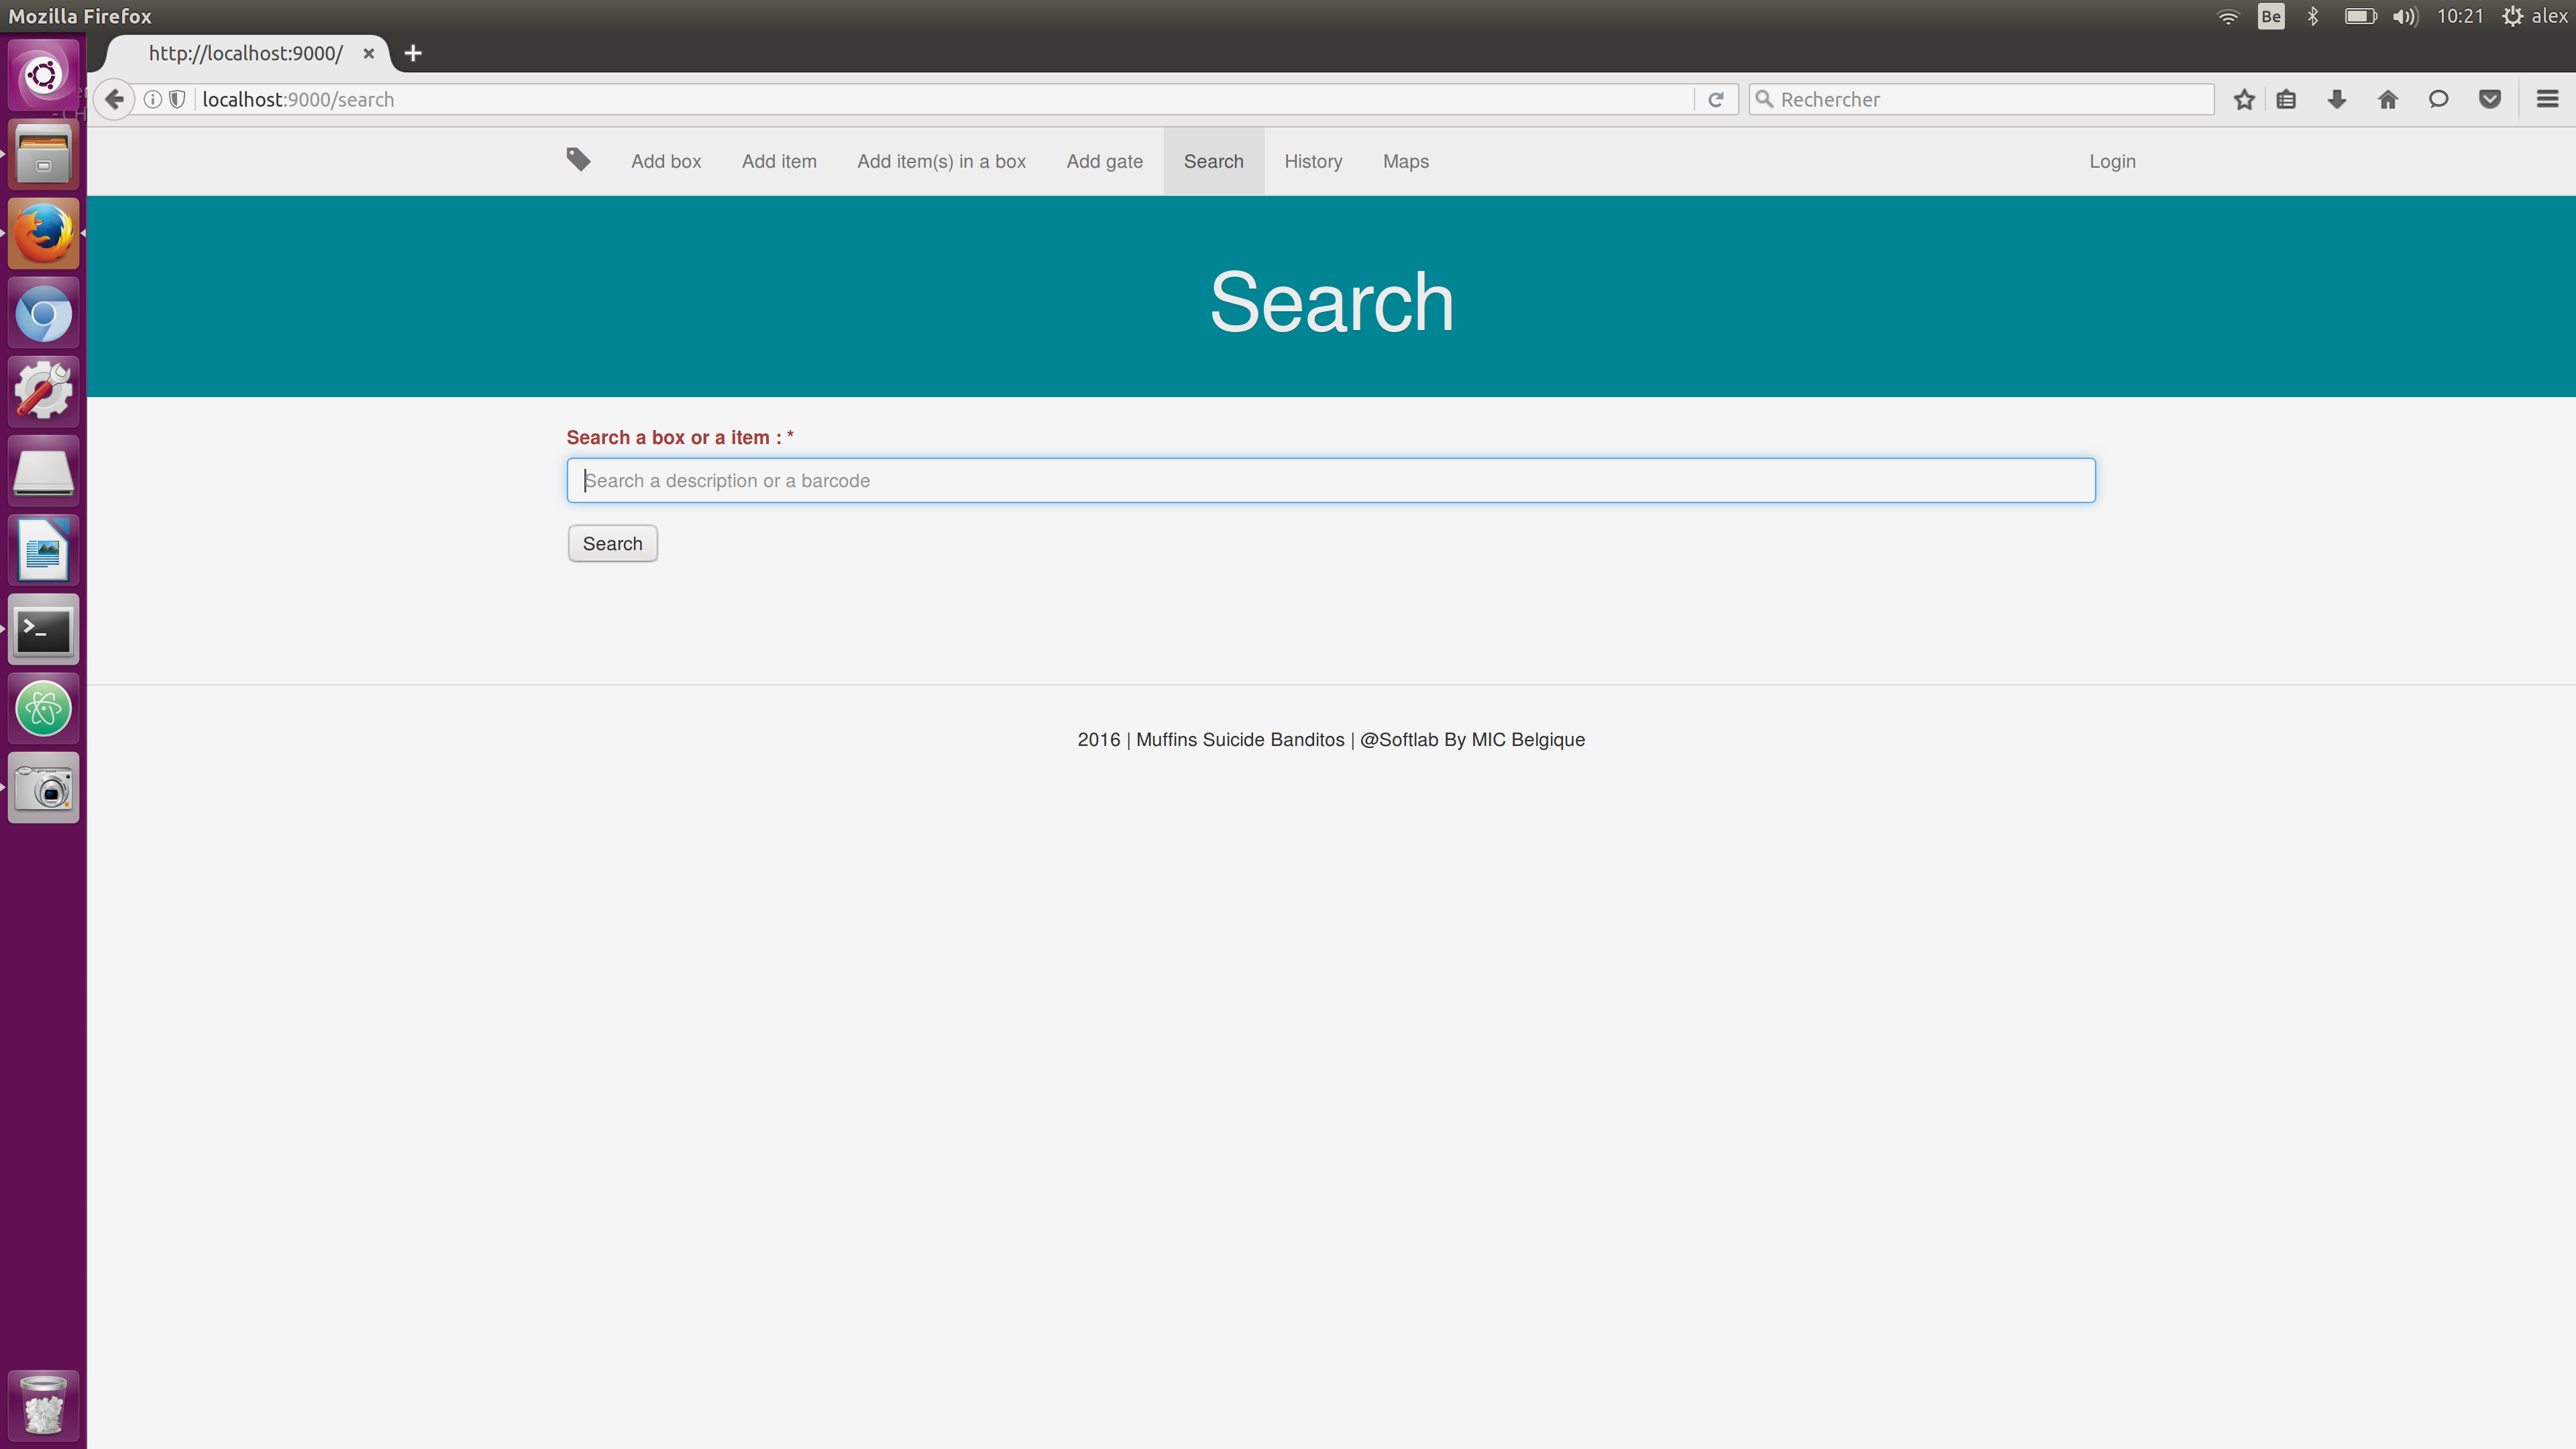 Mozilla Firefox
Be
10:21
alex
http://localhost:9000/
localhost:9000/search
Rechercher
Add box
Add item
Add item(s) in a box
Add gate
Search
History
Maps
Login
Search
Search a box or a item : *
Search a description or a barcode
Search
2016 | Muffins Suicide Banditos | @Softlab By MIC Belgique